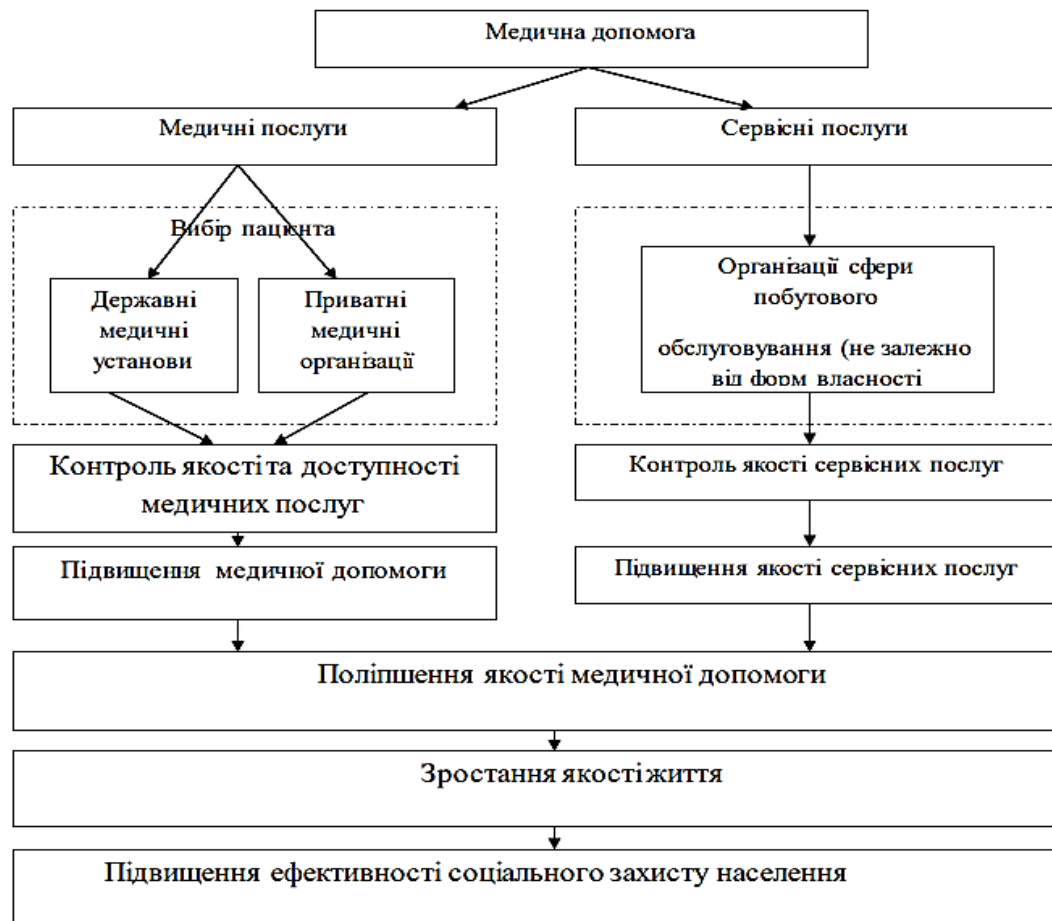 Медична допомога
Медичні послуги
Сервісні послуги
Вибір пацієнта
Державні
медичні
установи
Приватні
медичні
організації
Організації сфери
побутового
обслуговування (не залежно
від форм власності
Контроль якості та доступності
медичних послуг
Контроль якості сервісних послуг
Підвищення медичної допомоги
Підвищення якості сервісних послуг
Поліпшення якості медичної допомоги
Зростання якості життя
Підвищення ефективності соціального захисту населення